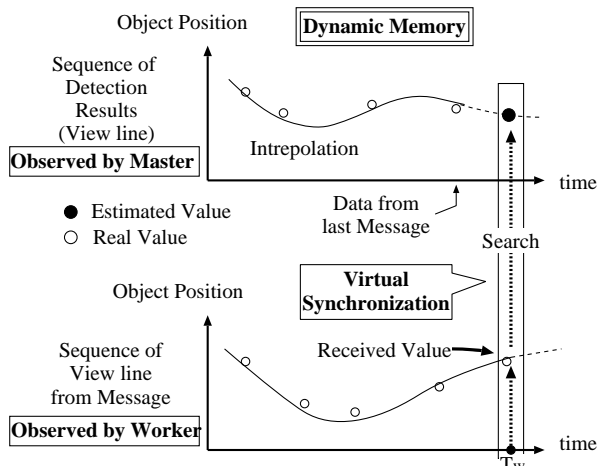 Object Position
Dynamic Memory
Sequence of
Detection
Results
(View line)
Observed by Master
Intrepolation
time
Data from
last Message
Estimated Value
Real Value
Search
Virtual
Synchronization
Object Position
Received Value
Sequence of
View line
from Message
Observed by Worker
time
Tw